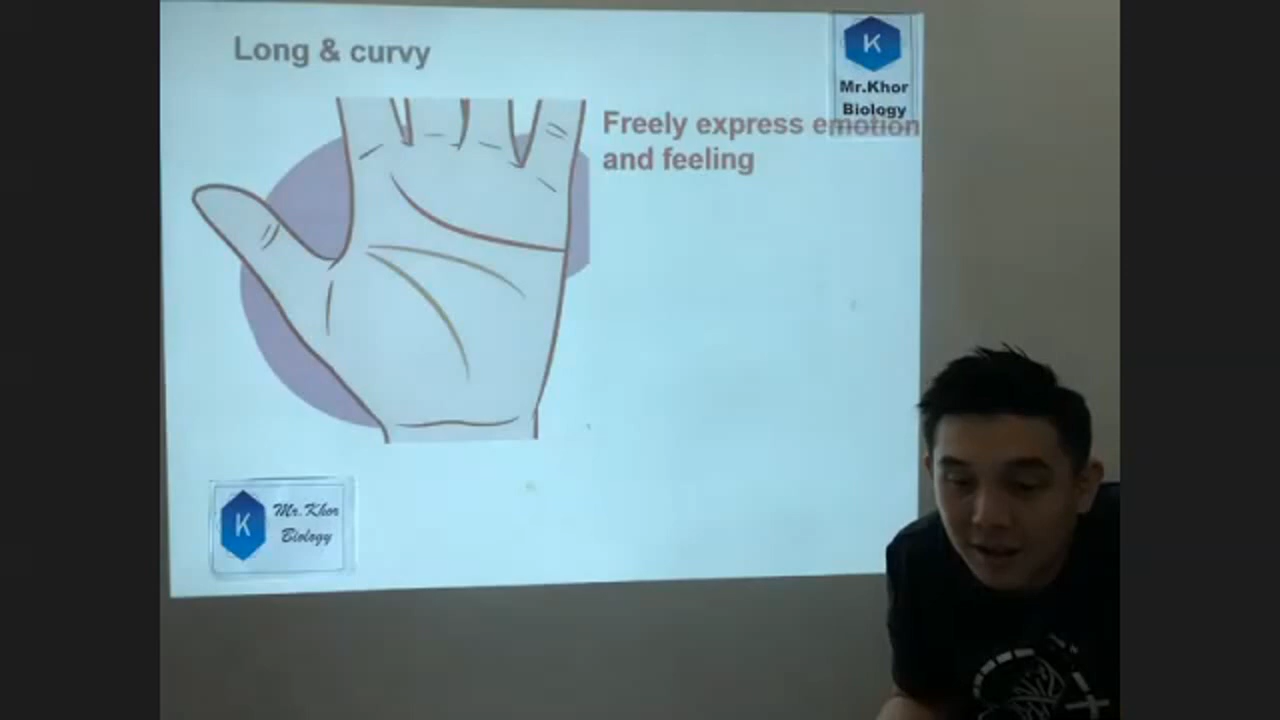 Long & curvy
K
Mr.Khor
Biology
Freely express emotion
and feeling
K
Mr.Khor
Biology